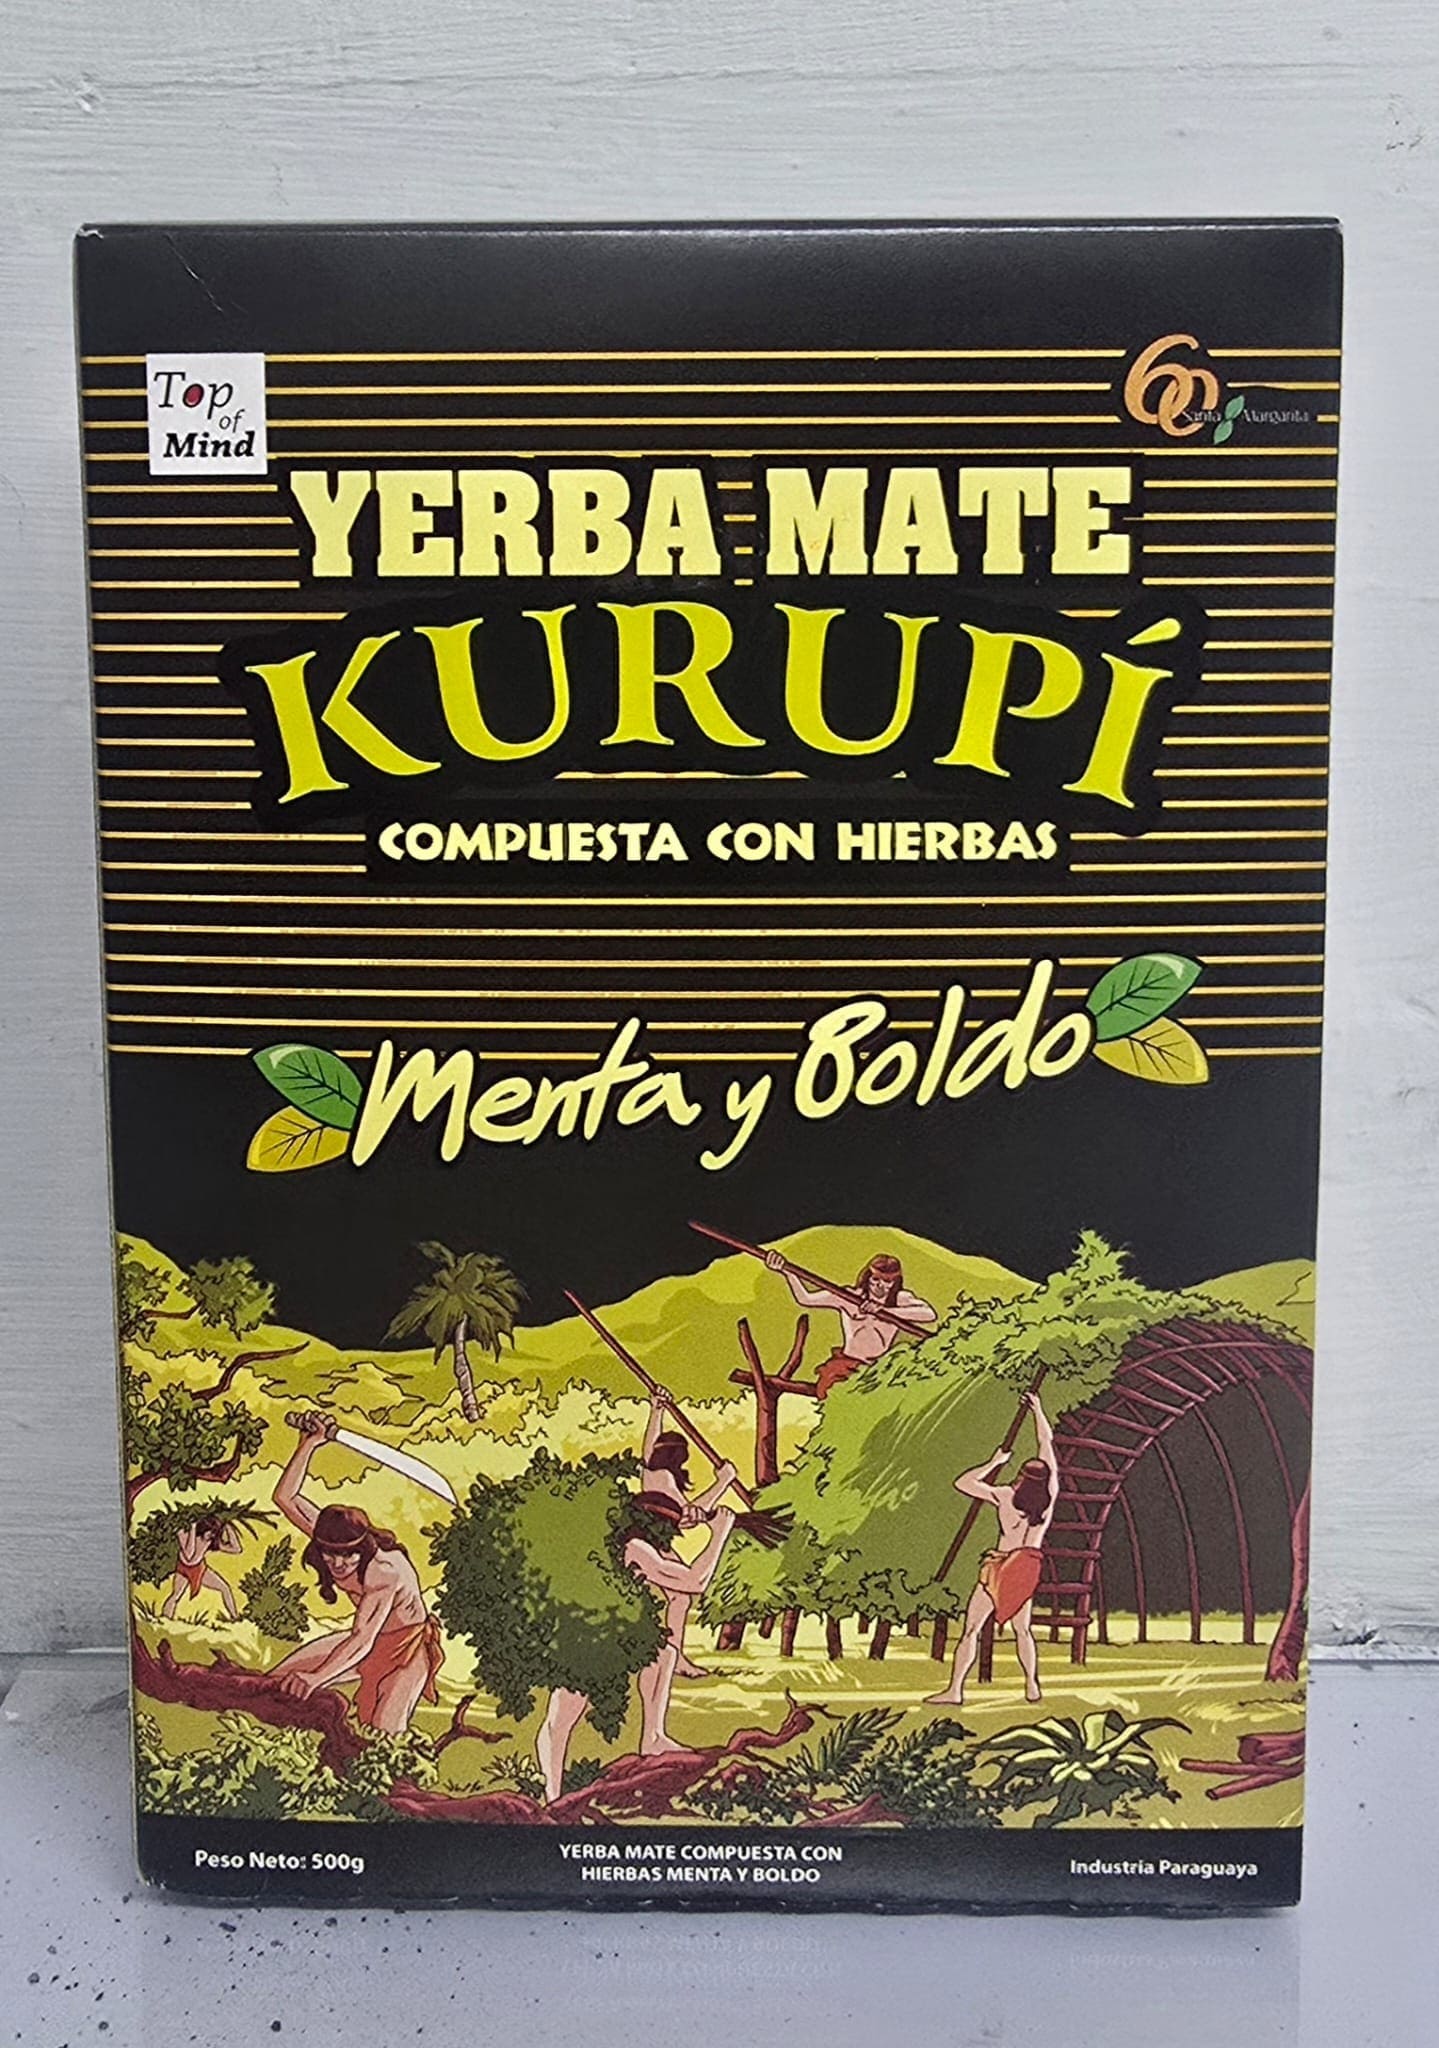 Top
of
Mind
60
Santa Margarita
YERBA MATE
KURUPÍ
COMPUESTA CON HIERBAS
Menta y Boldo
Peso Neto: 500g
YERBA MATE COMPUESTA CON
HIERBAS MENTA Y BOLDO
Industria Paraguaya